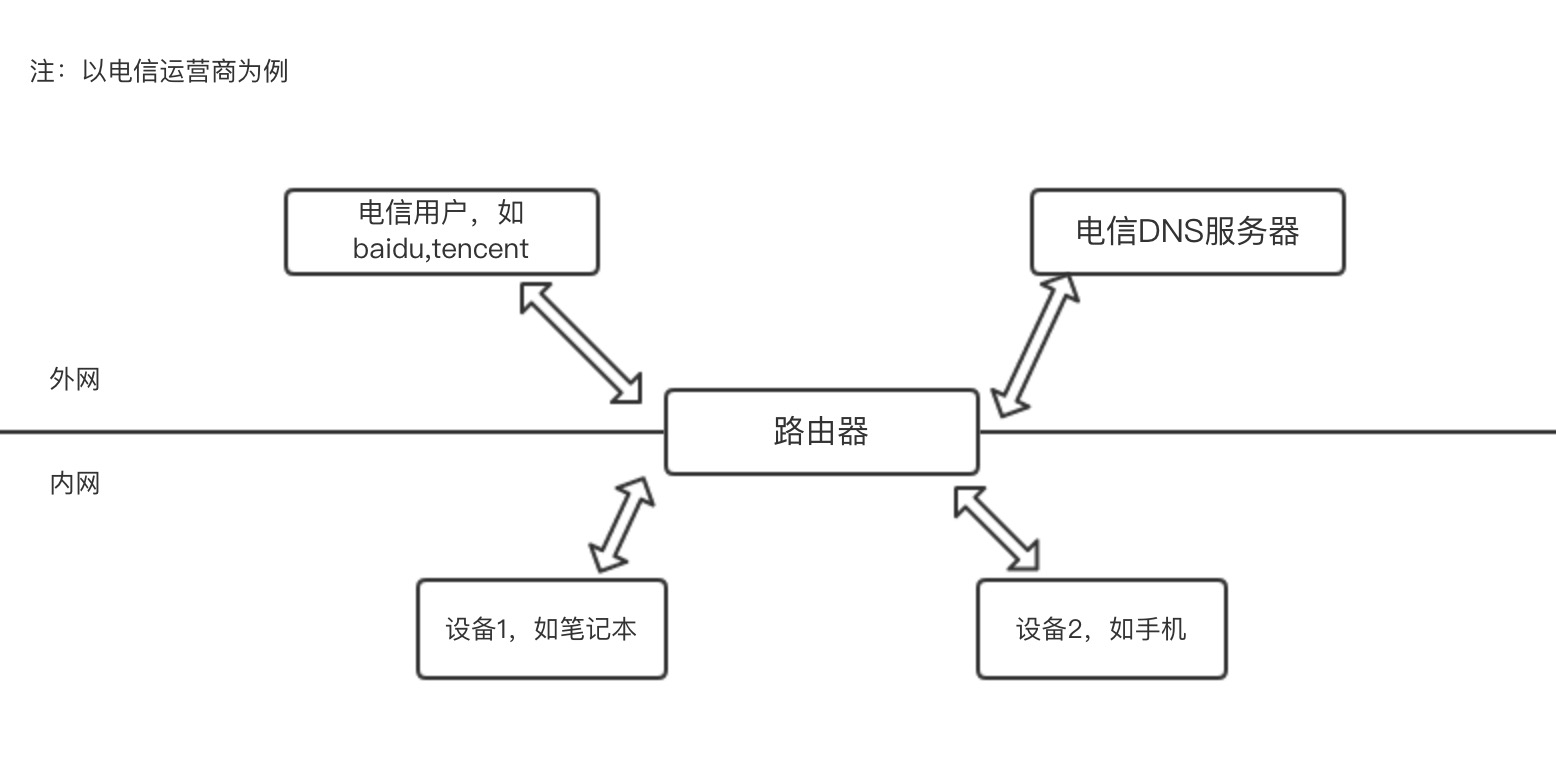 注：以电信运营商为例
电信用户，如
baidu,tencent
电信DNS服务器
外网
路由器
内网
设备1，如笔记本
设备2，如手机